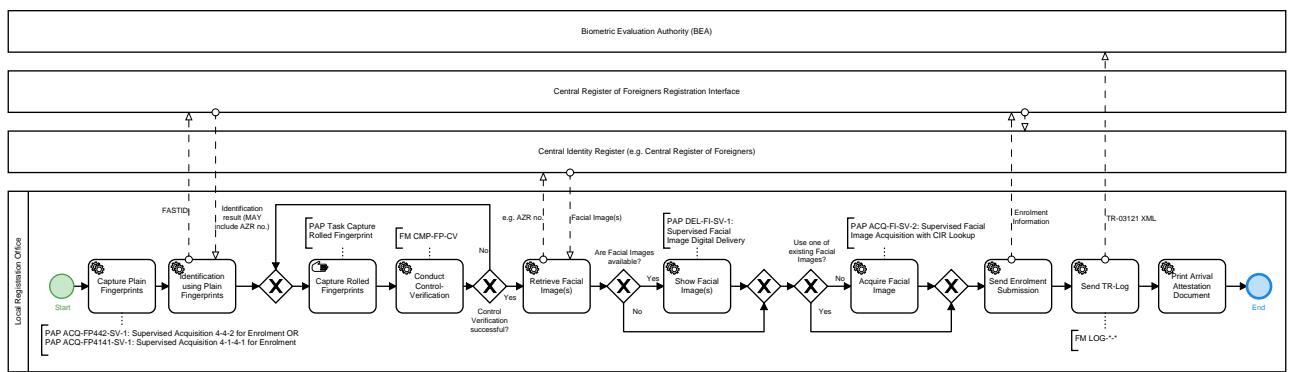 Biometric Evaluation Authority (BEA)
Central Register of Foreigners Registration Interface
Central Identity Register (e.g. Central Register of Foreigners)
Local Registration Office
FASTID
Identification
result (MAY
include AZR no.)
PAP Task Capture
Rolled Fingerprint
FM CMP-FP-CV
No
e.g. AZR no.
Facial Image(s)
Are Facial Images
available?
PAP DEL-FI-SV-1:
Supervised Facial
Image Digital Delivery
Use one of
existing Facial
Images?
PAP ACQ-FI-SV-2: Supervised Facial
Image Acquisition with CIR Lookup
Enrolment
Information
TR-03121 XML
Start
Capture Plain
Fingerprints
Identification
using Plain
Fingerprints
Capture Rolled
Fingerprints
Conduct
Control-
Verification
Yes
Control
Verification
successful?
Retrieve Facial
Image(s)
Yes
No
Show Facial
Image(s)
No
Yes
Acquire Facial
Image
Send Enrolment
Submission
Send TR-Log
Print Arrival
Attestation
Document
End
PAP ACQ-FP442-SV-1: Supervised Acquisition 4-4-2 for Enrolment OR
PAP ACQ-FP4141-SV-1: Supervised Acquisition 4-1-4-1 for Enrolment
FM LOG-*-*